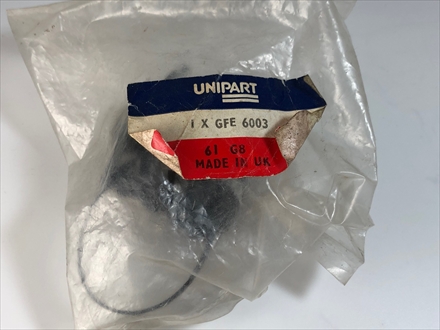 UNIPART
1 X GFE 6003
61 G8
MADE IN UK